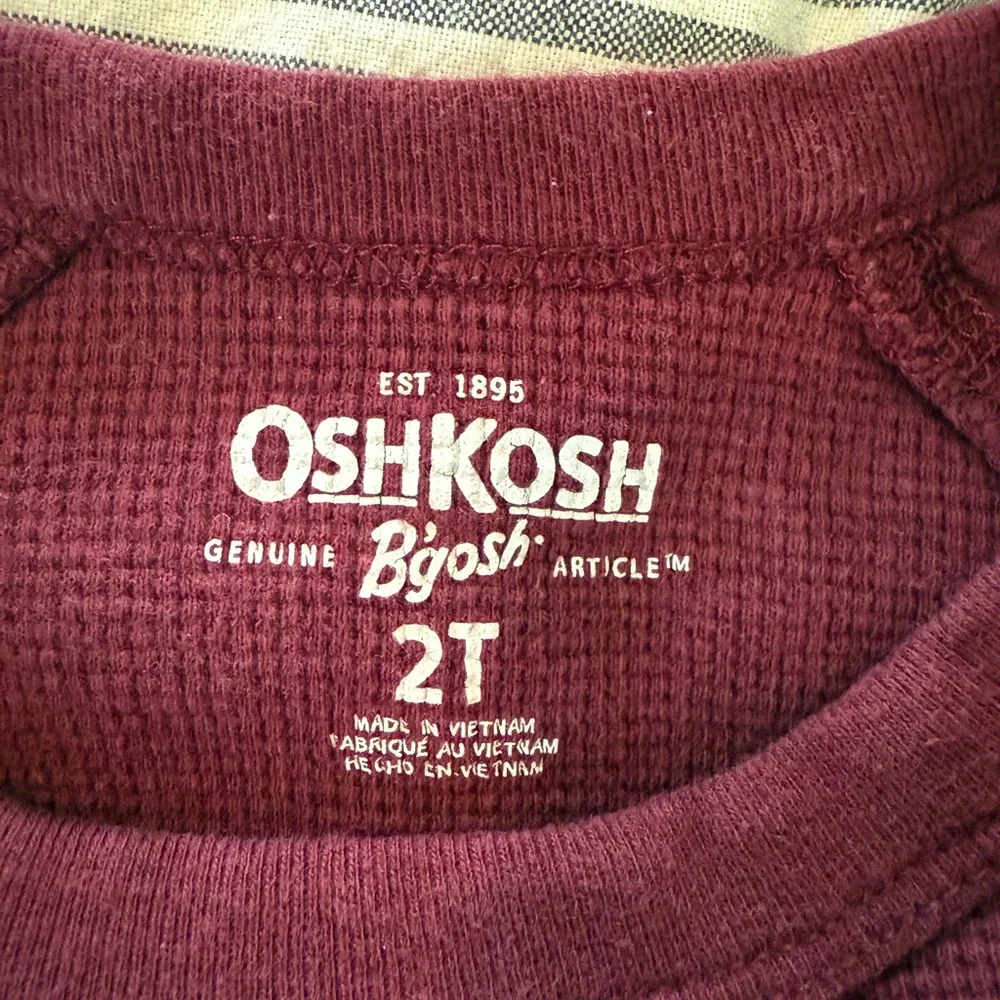 EST 1895
OSHKOSH
GENUINE B'gosh ARTICLE™
2T
MADE IN VIETNAM
FABRIQUÉ AU VIETNAM
HECHO EN VIETNAM